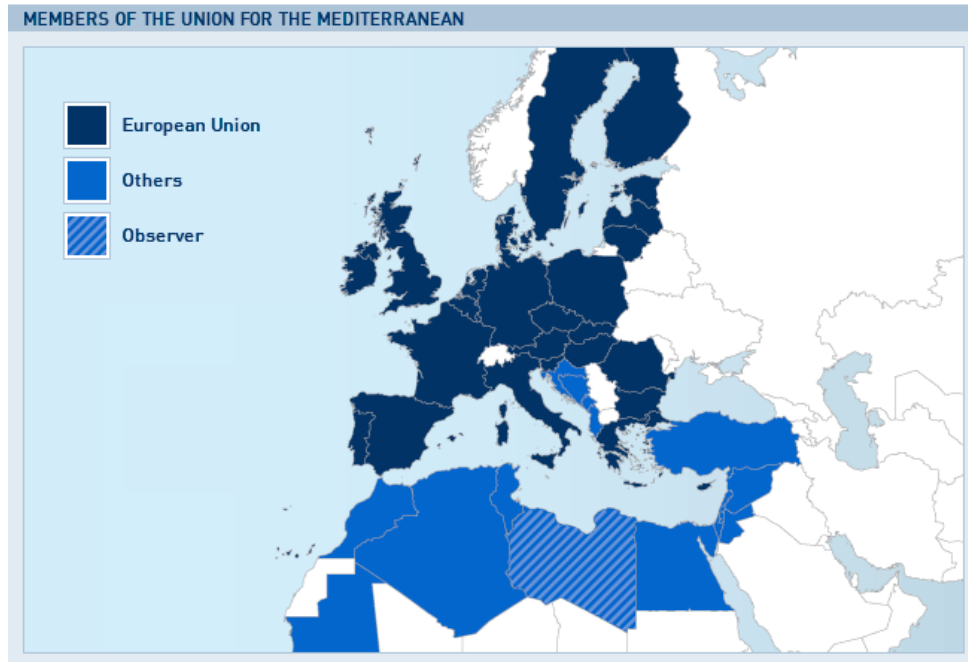 MEMBERS OF THE UNION FOR THE MEDITERRANEAN
European Union
Others
Observer